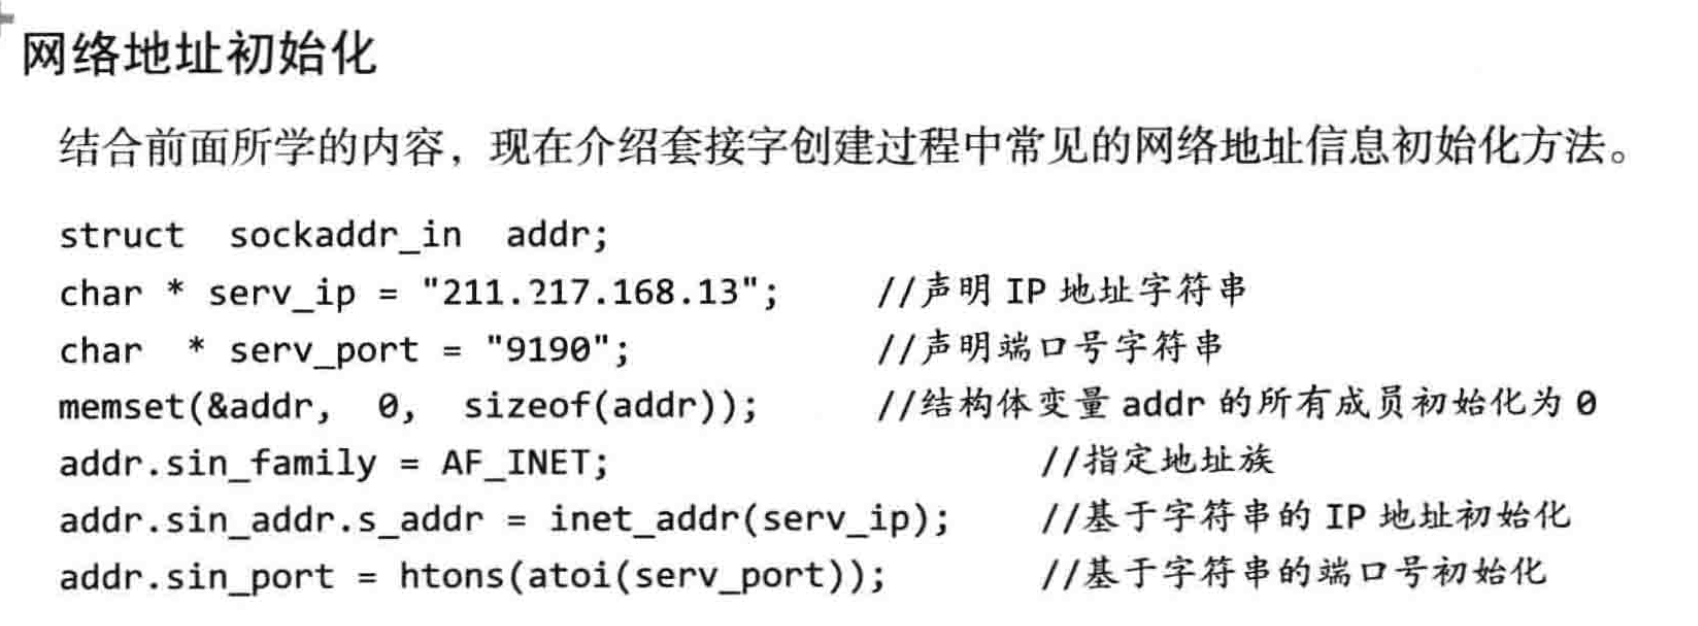 网络地址初始化
结合前面所学的内容，现在介绍套接字创建过程中常见的网络地址信息初始化方法。
struct sockaddr_in addr;
char * serv_ip = "211.217.168.13"; //声明 IP 地址字符串
char * serv_port = "9190"; //声明端口号字符串
memset(&addr, 0, sizeof(addr)); //结构体变量 addr 的所有成员初始化为 0
addr.sin_family = AF_INET; //指定地址族
addr.sin_addr.s_addr = inet_addr(serv_ip); //基于字符串的 IP 地址初始化
addr.sin_port = htons(atoi(serv_port)); //基于字符串的端口号初始化